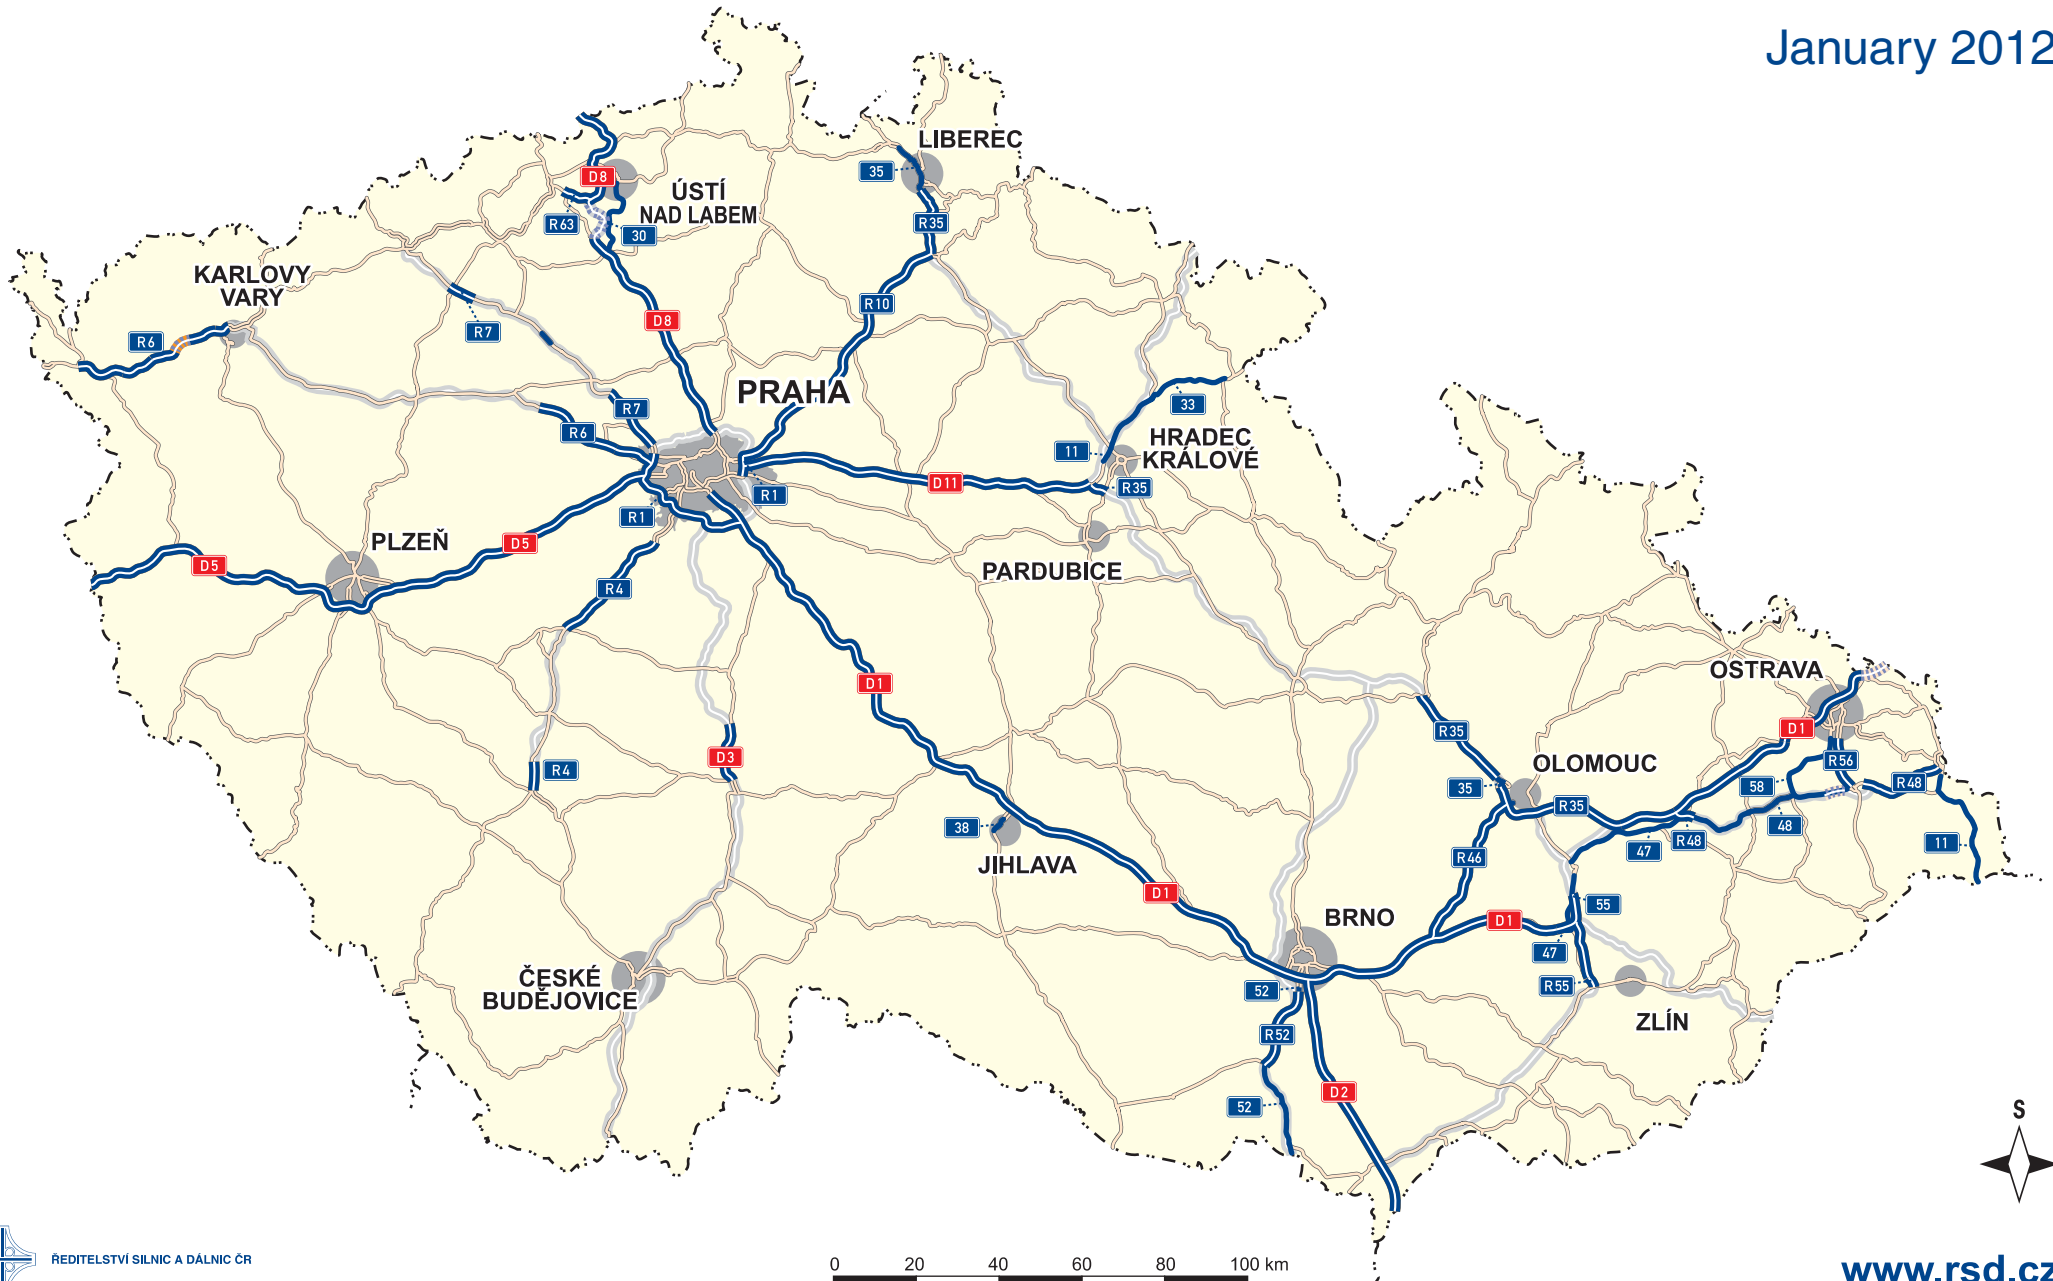 January 2012
LIBEREC
35
D8
ÚSTÍ
NAD LABEM
R63
30
R35
KARLOVY
VARY
R10
D8
R7
R6
PRAHA
R7
33
R6
HRADEC
KRÁLOVÉ
11
D11
R35
R1
R1
PLZEŇ
D5
D5
PARDUBICE
R4
OSTRAVA
D1
D1
R35
D3
R56
OLOMOUC
R4
58
R48
35
R35
38
48
R48
47
11
JIHLAVA
R46
D1
55
BRNO
D1
47
ČESKÉ
BUDĚJOVICE
52
R55
ZLÍN
R52
D2
52
S
ŘEDITELSTVÍ SILNIC A DÁLNIC ČR
0 20 40 60 80 100 km
www.rsd.cz